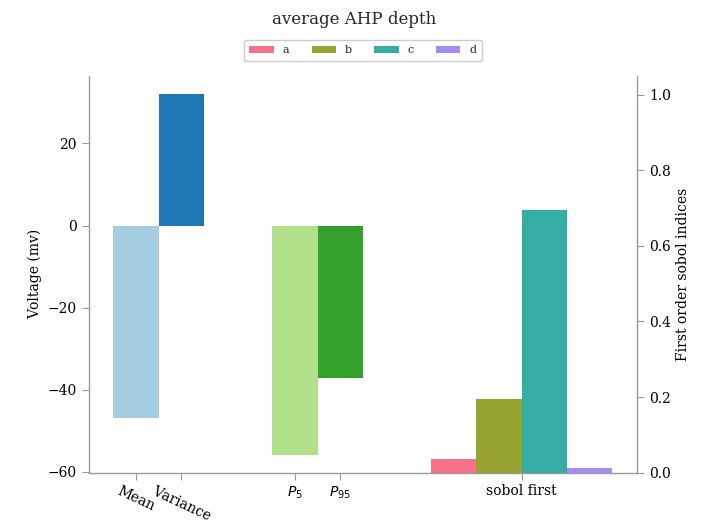 average AHP depth
a b c d
20
0
−20
−40
−60
Voltage (mv)
1.0
0.8
0.6
0.4
0.2
0.0
First order sobol indices
Mean Variance P5 P95 sobol first